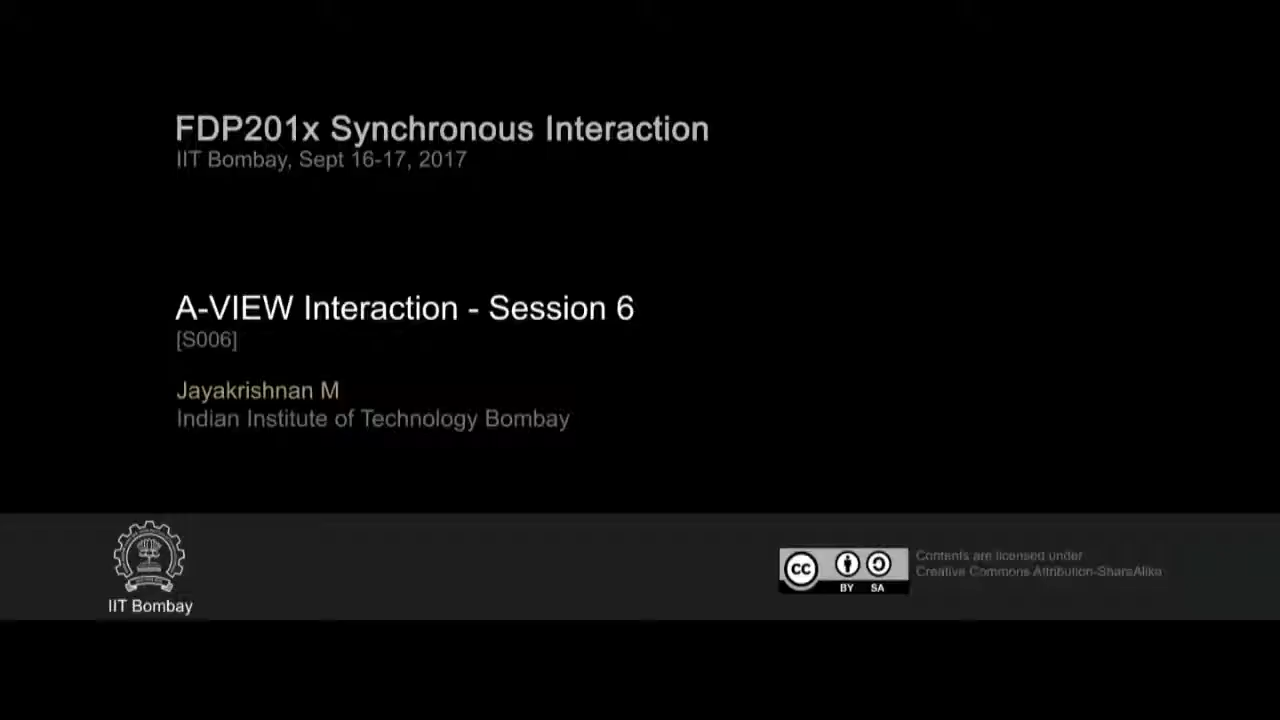 FDP201x Synchronous Interaction
IIT Bombay, Sept 16-17, 2017
A-VIEW Interaction - Session 6
[S006]
Jayakrishnan M
Indian Institute of Technology Bombay
IIT Bombay
cc BY SA
Contents are licensed under
Creative Commons Attribution-ShareAlike